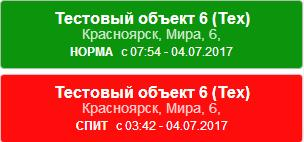 Тестовый объект 6 (Тех)
Красноярск, Мира, 6,
НОРМА с 07:54 - 04.07.2017
Тестовый объект 6 (Тех)
Красноярск, Мира, 6,
СПИТ с 03:42 - 04.07.2017